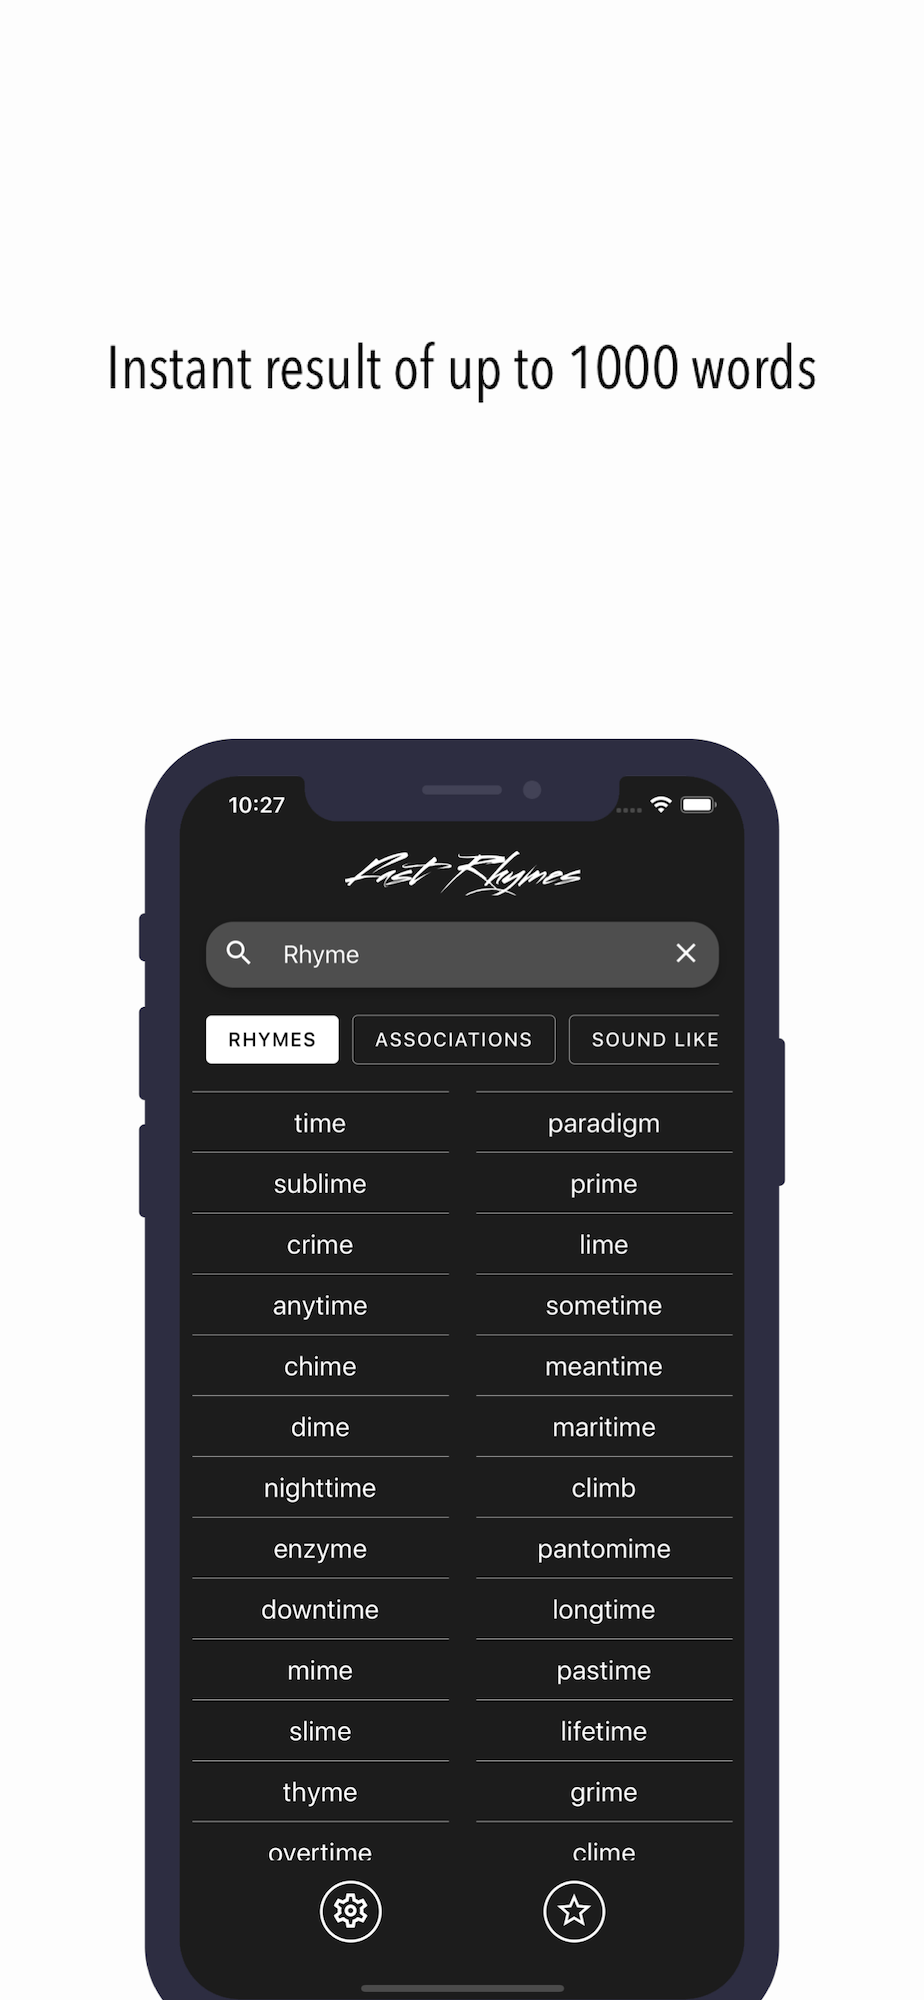 Instant result of up to 1000 words
10:27
Fast Rhymes
Rhyme
RHYMES ASSOCIATIONS SOUND LIKE
time paradigm
sublime prime
crime lime
anytime sometime
chime meantime
dime maritime
nighttime climb
enzyme pantomime
downtime longtime
mime pastime
slime lifetime
thyme grime
overtime clime